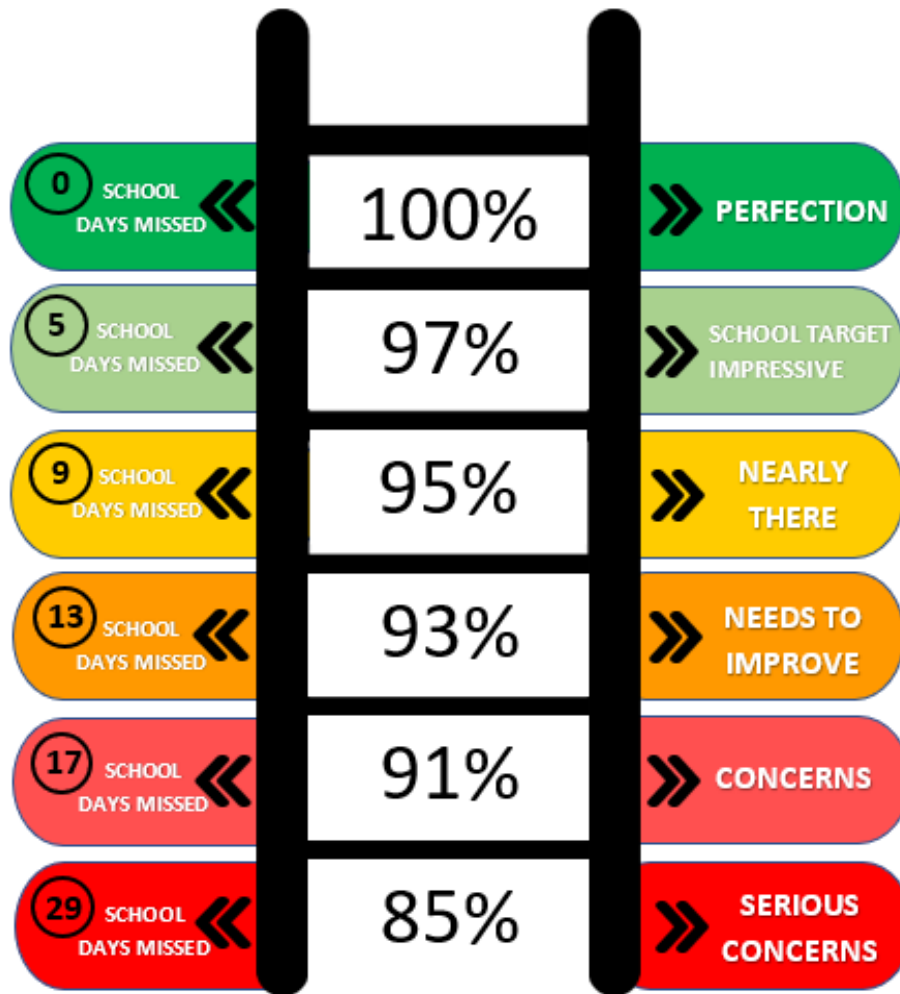 0
SCHOOL
DAYS MISSED
100%
PERFECTION
5
SCHOOL
DAYS MISSED
97%
SCHOOL TARGET
IMPRESSIVE
9
SCHOOL
DAYS MISSED
95%
NEARLY
THERE
13
SCHOOL
DAYS MISSED
93%
NEEDS TO
IMPROVE
17
SCHOOL
DAYS MISSED
91%
CONCERNS
29
SCHOOL
DAYS MISSED
85%
SERIOUS
CONCERNS